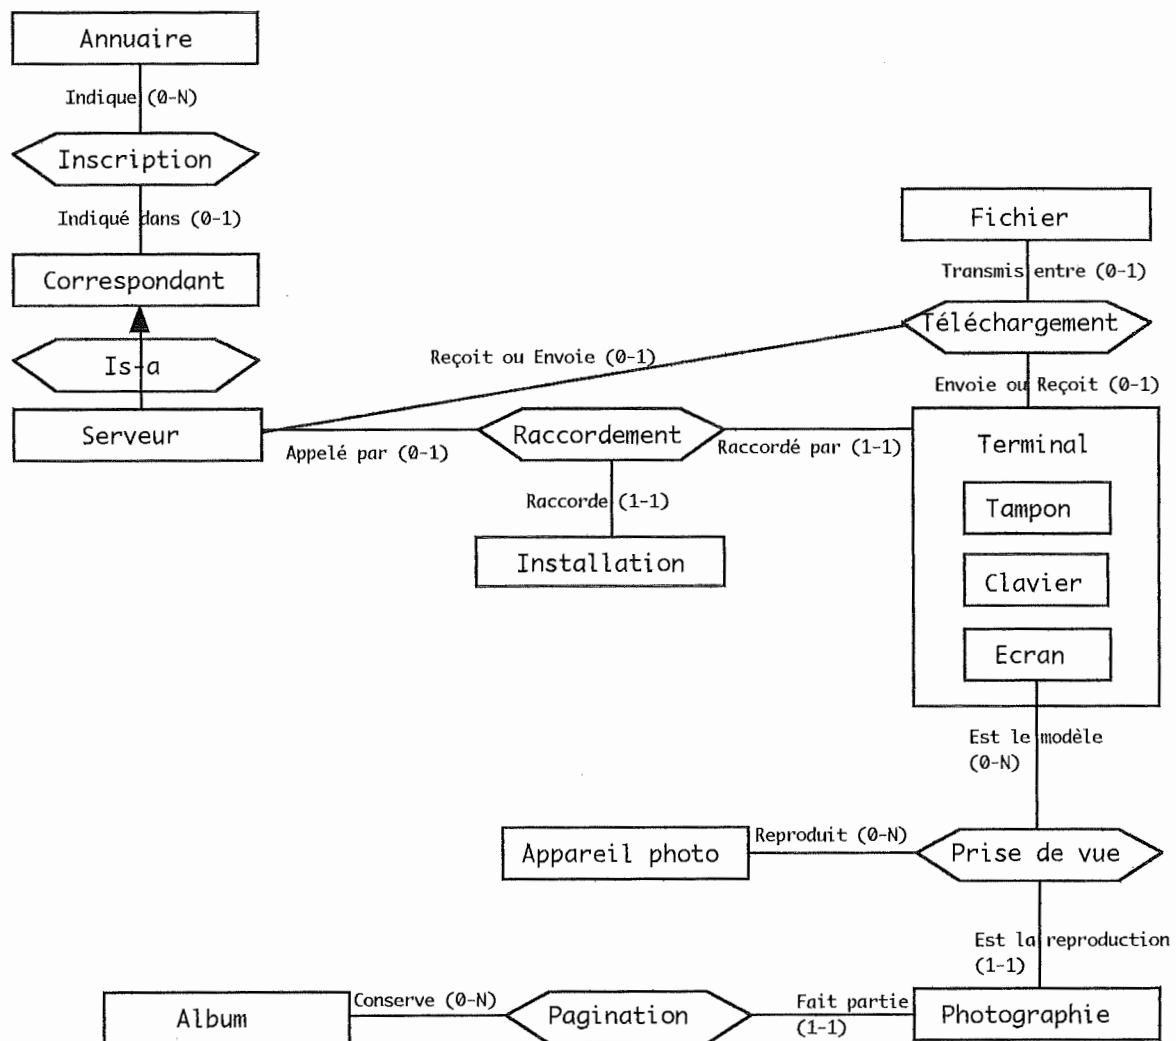 Annuaire
Indique (0-N)
Inscription
Indiqué dans (0-1)
Correspondant
Is-a
Serveur
Fichier
Transmis entre (0-1)
Téléchargement
Reçoit ou Envoie (0-1)
Envoie ou Reçoit (0-1)
Appelé par (0-1)
Raccordement
Raccordé par (1-1)
Raccorde (1-1)
Installation
Terminal
Tampon
Clavier
Ecran
Est le modèle
(0-N)
Appareil photo
Reproduit (0-N)
Prise de vue
Est la reproduction
(1-1)
Album
Conserve (0-N)
Pagination
Fait partie
(1-1)
Photographie